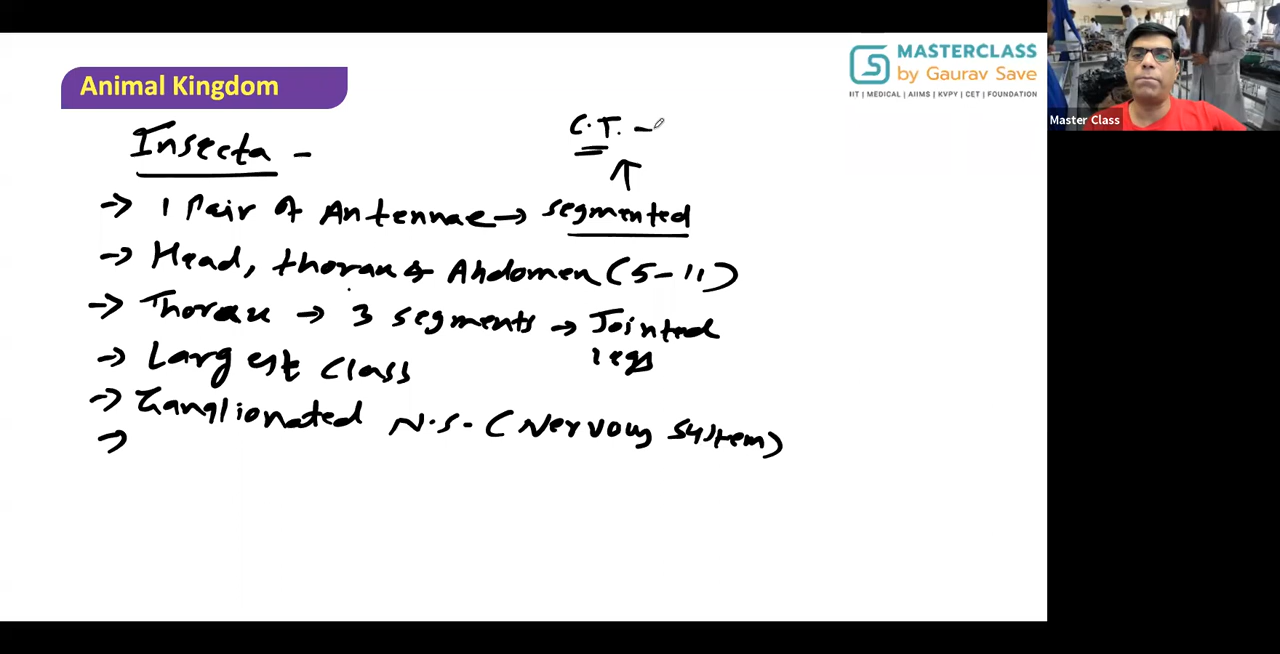 Animal Kingdom
MASTERCLASS
by Gaurav Save
IIT | MEDICAL | AIIMS | KVPY | CET | FOUNDATION
Master Class
C.T. -
Insecta -
→ 1 Pair of Antennae → segmented
→ Head, thorax & Abdomen (5-11)
→ Thorax → 3 segments → Jointed
legs
→ Largest class
→ Ganglionated N.S. (Nervous system)
→